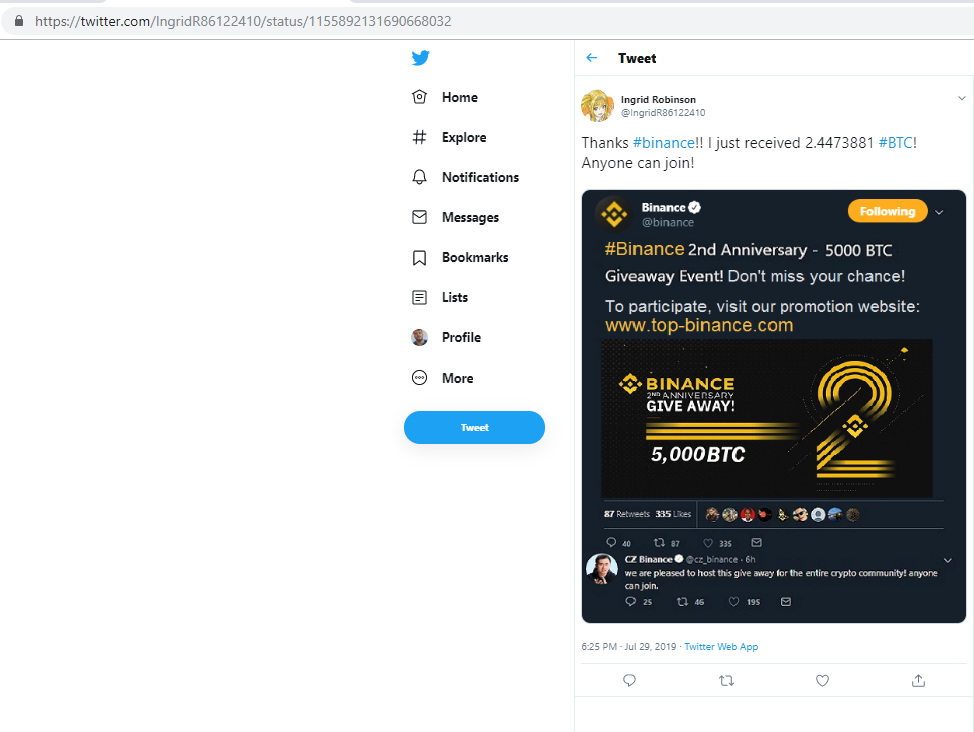 https://twitter.com/IngridR86122410/status/1155892131690668032
Home
Explore
Notifications
Messages
Bookmarks
Lists
Profile
More
Tweet
Tweet
Ingrid Robinson
@IngridR86122410
Thanks #binance!! I just received 2.4473881 #BTC!
Anyone can join!
Binance
@binance
Following
#Binance 2nd Anniversary - 5000 BTC
Giveaway Event! Don't miss your chance!
To participate, visit our promotion website:
www.top-binance.com
BINANCE
2ND ANNIVERSARY
GIVE AWAY!
5,000 BTC
2
87 Retweets 335 Likes
40 87 335
CZ Binance @cz_binance · 6h
we are pleased to host this give away for the entire crypto community! anyone
can join.
25 46 195
6:25 PM · Jul 29, 2019 · Twitter Web App